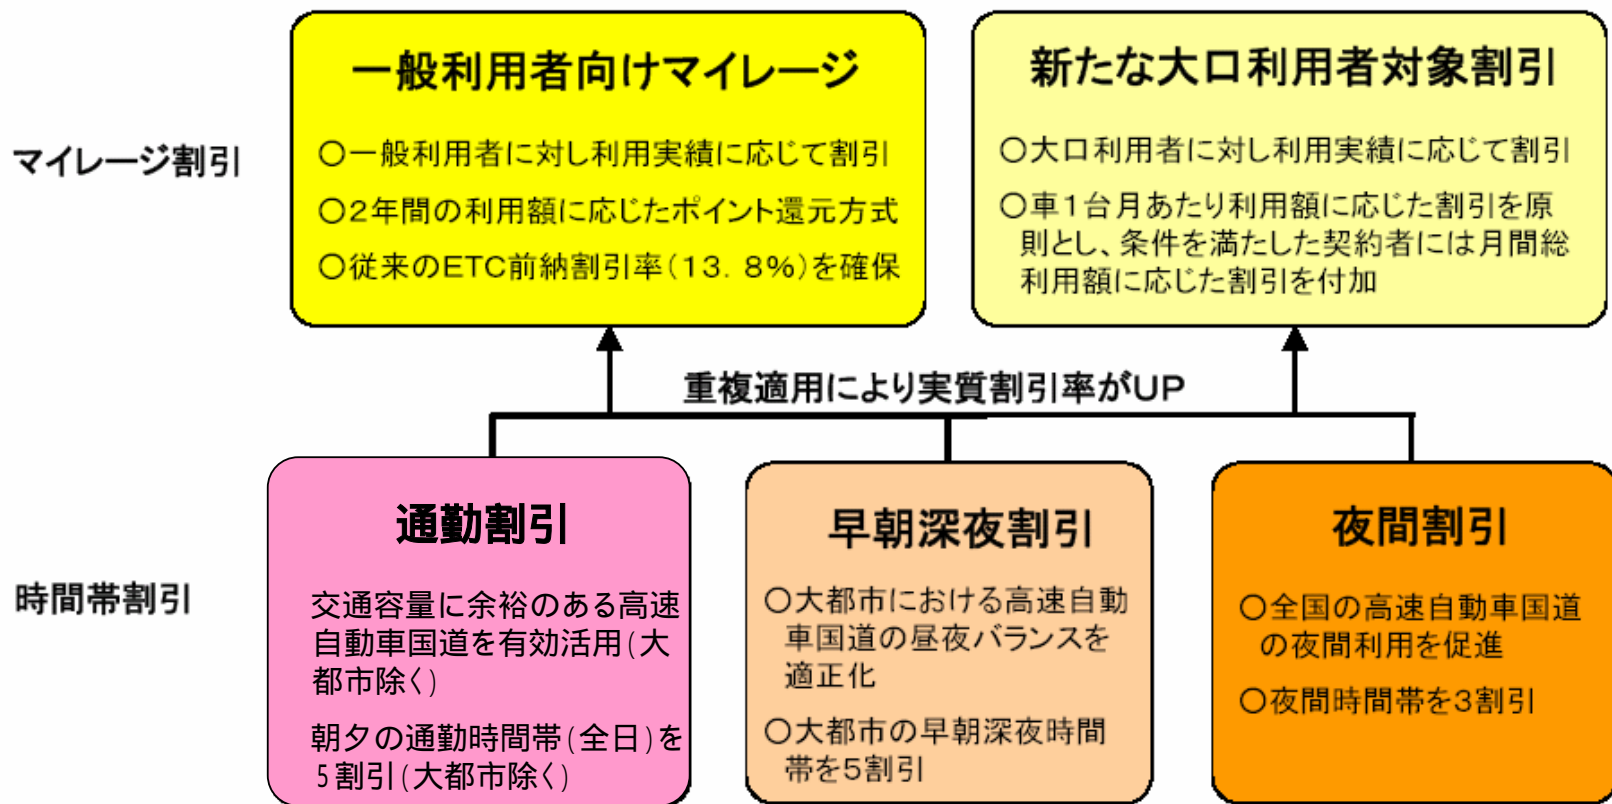 マイレージ割引
一般利用者向けマイレージ
○一般利用者に対し利用実績に応じて割引
○2年間の利用額に応じたポイント還元方式
○従来のETC前納割引率(13.8%)を確保
新たな大口利用者対象割引
○大口利用者に対し利用実績に応じて割引
○車1台月あたり利用額に応じた割引を原
則とし、条件を満たした契約者には月間総
利用額に応じた割引を付加
重複適用により実質割引率がUP
時間帯割引
通勤割引
交通容量に余裕のある高速
自動車国道を有効活用(大
都市除く)
朝夕の通勤時間帯(全日)を
5割引(大都市除く)
早朝深夜割引
○大都市における高速自動
車国道の昼夜バランスを
適正化
○大都市の早朝深夜時間
帯を5割引
夜間割引
○全国の高速自動車国道
の夜間利用を促進
○夜間時間帯を3割引